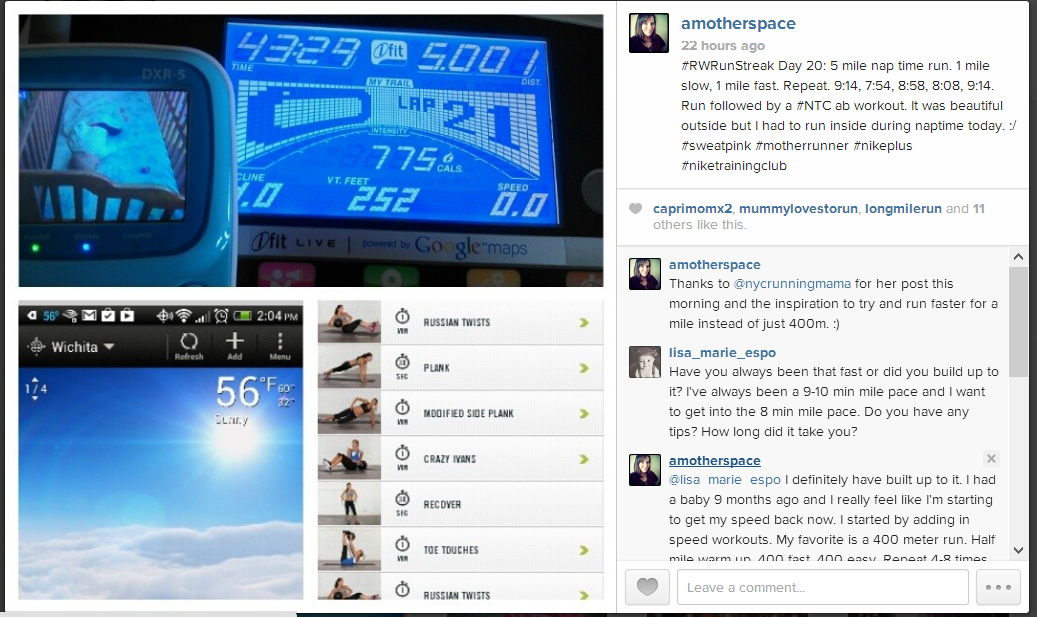 DXR-5
43:29
ifit
5.001
TIME
DIST.
MY TRAIL
LAP 21
INTENSITY
775
CALS.
VT. FEET
SPEED
1.0
252
0.0
ifit LIVE | powered by Google maps
56°
2:04 PM
Wichita
Refresh
Add
Menu
1/4
56°F
60°
32°
Sunny
MIN
RUSSIAN TWISTS
30
SEC
PLANK
MIN
MODIFIED SIDE PLANK
MIN
CRAZY IVANS
30
SEC
RECOVER
MIN
TOE TOUCHES
RUSSIAN TWISTS
amotherspace
22 hours ago
#RWRunStreak Day 20: 5 mile nap time run. 1 mile
slow, 1 mile fast. Repeat. 9:14, 7:54, 8:58, 8:08, 9:14.
Run followed by a #NTC ab workout. It was beautiful
outside but I had to run inside during naptime today. :/
#sweatpink #motherrunner #nikeplus
#niketrainingclub
caprimomx2, mummylovestorun, longmilerun and 11
others like this.
amotherspace
Thanks to @nycrunningmama for her post this
morning and the inspiration to try and run faster for a
mile instead of just 400m. :)
lisa_marie_espo
Have you always been that fast or did you build up to
it? I've always been a 9-10 min mile pace and I want
to get into the 8 min mile pace. Do you have any
tips? How long did it take you?
amotherspace
@lisa_marie_espo I definitely have built up to it. I had
a baby 9 months ago and I really feel like I'm starting
to get my speed back now. I started by adding in
speed workouts. My favorite is a 400 meter run. Half
mile warm up, 400 fast, 400 easy. Repeat 4-8 times
Leave a comment...